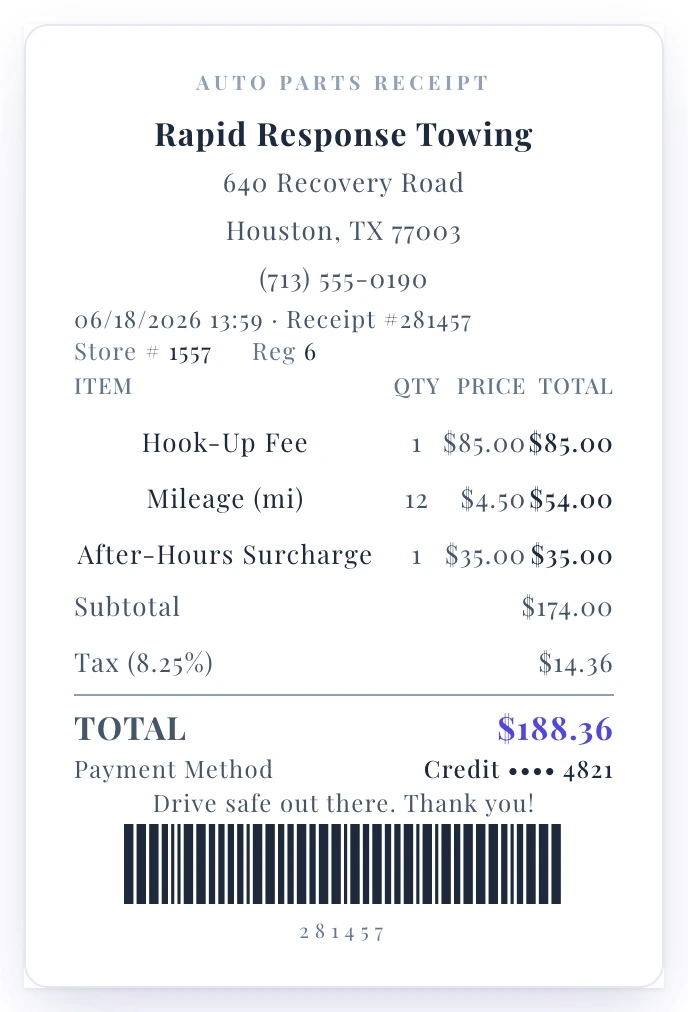 AUTO PARTS RECEIPT
Rapid Response Towing
640 Recovery Road
Houston, TX 77003
(713) 555-0190
06/18/2026 13:59 · Receipt #281457
Store # 1557 Reg 6
ITEM QTY PRICE TOTAL
Hook-Up Fee 1 $85.00 $85.00
Mileage (mi) 12 $4.50 $54.00
After-Hours Surcharge 1 $35.00 $35.00
Subtotal $174.00
Tax (8.25%) $14.36
TOTAL $188.36
Payment Method Credit •••• 4821
Drive safe out there. Thank you!
281457